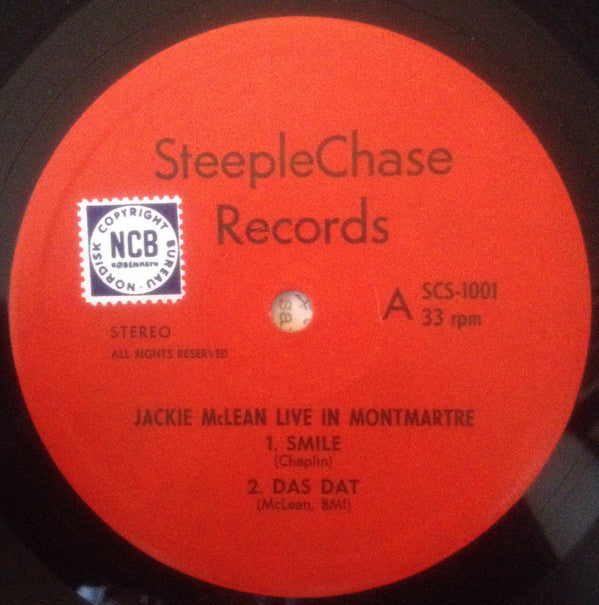 SteepleChase
Records
NORDISK COPYRIGHT BUREAU
NCB
KØBENHAVN
A
SCS-1001
33 rpm
STEREO
ALL RIGHTS RESERVED
JACKIE McLEAN LIVE IN MONTMARTRE
1. SMILE
(Chaplin)
2. DAS DAT
(McLean, BMI)